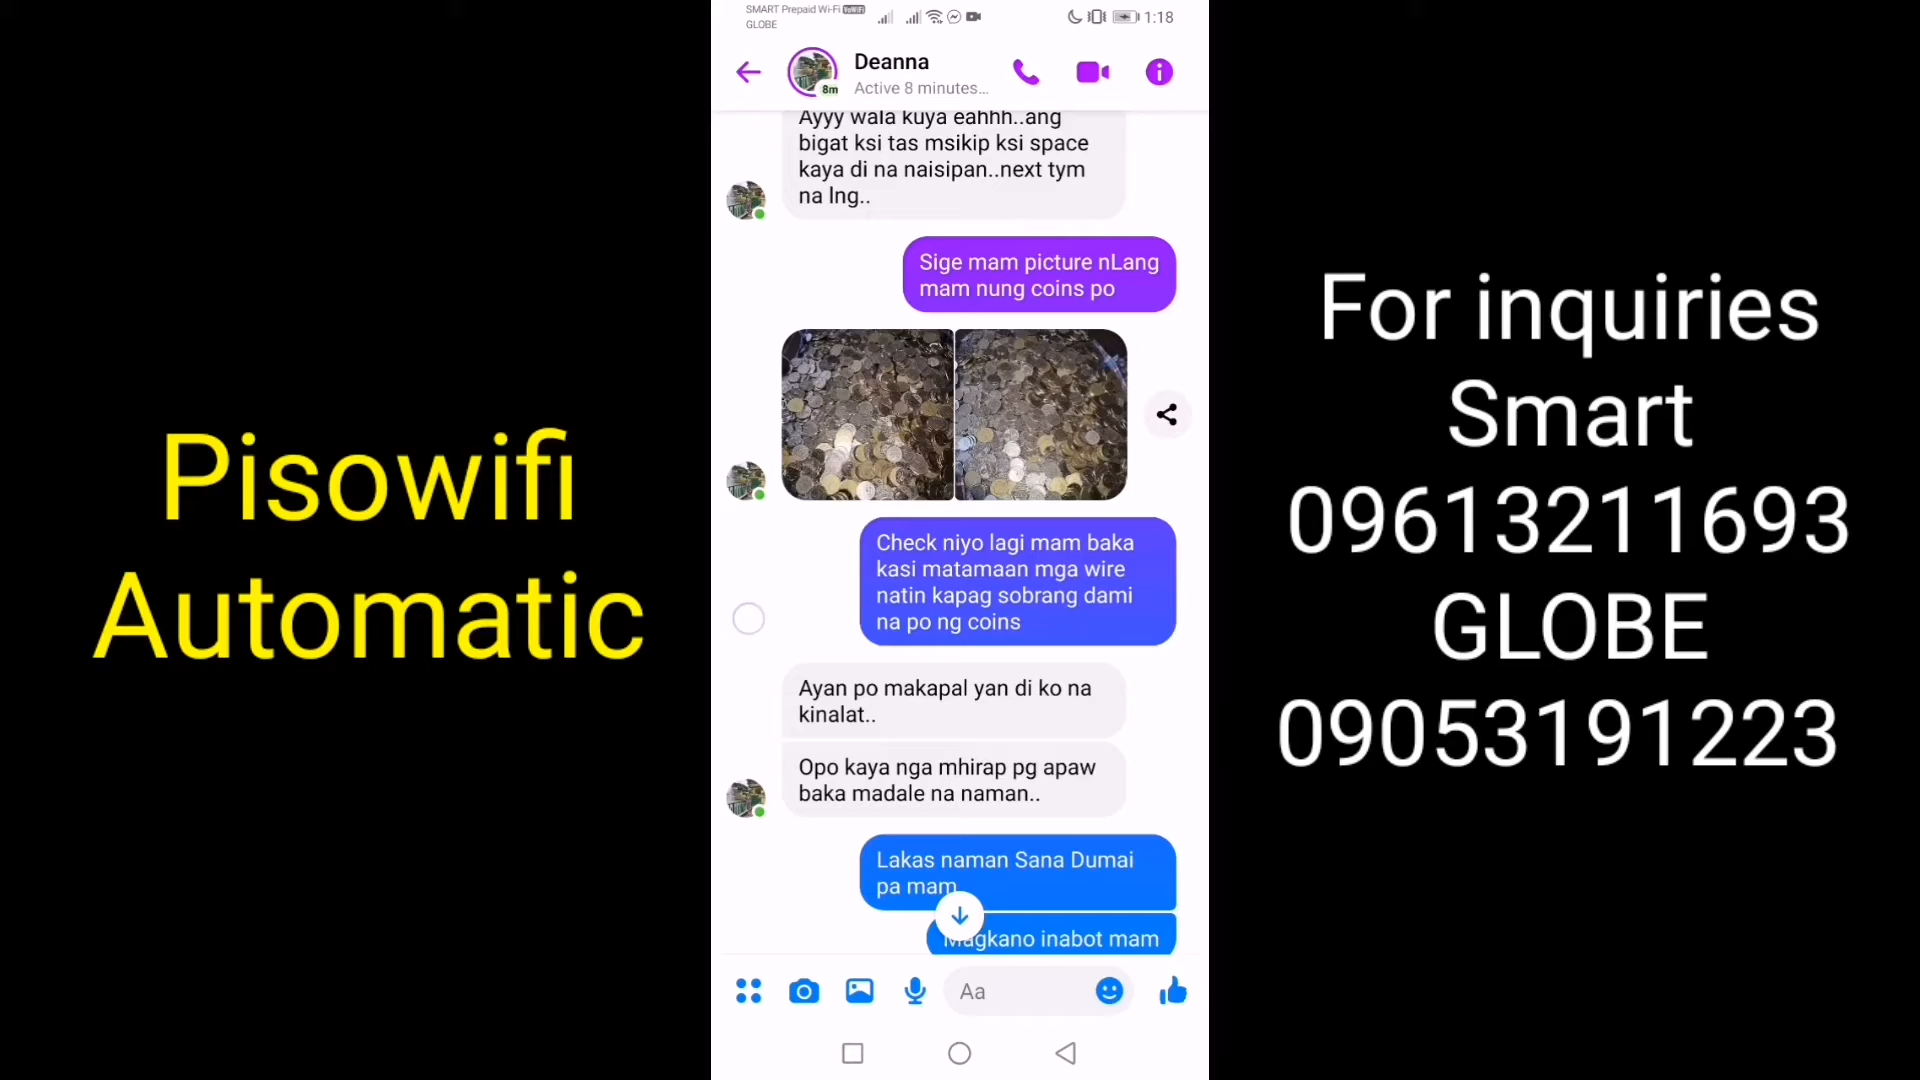 SMART Prepaid Wi-Fi VoWiFi
GLOBE
1:18
Deanna
8m
Active 8 minutes...
Ayyy wala kuya eahhh..ang
bigat ksi tas msikip ksi space
kaya di na naisipan..next tym
na lng..
Sige mam picture nLang
mam nung coins po
Check niyo lagi mam baka
kasi matamaan mga wire
natin kapag sobrang dami
na po ng coins
Ayan po makapal yan di ko na
kinalat..
Opo kaya nga mhirap pg apaw
baka madale na naman..
Lakas naman Sana Dumai
pa mam
Magkano inabot mam
Aa
Pisowifi
Automatic
For inquiries
Smart
09613211693
GLOBE
09053191223